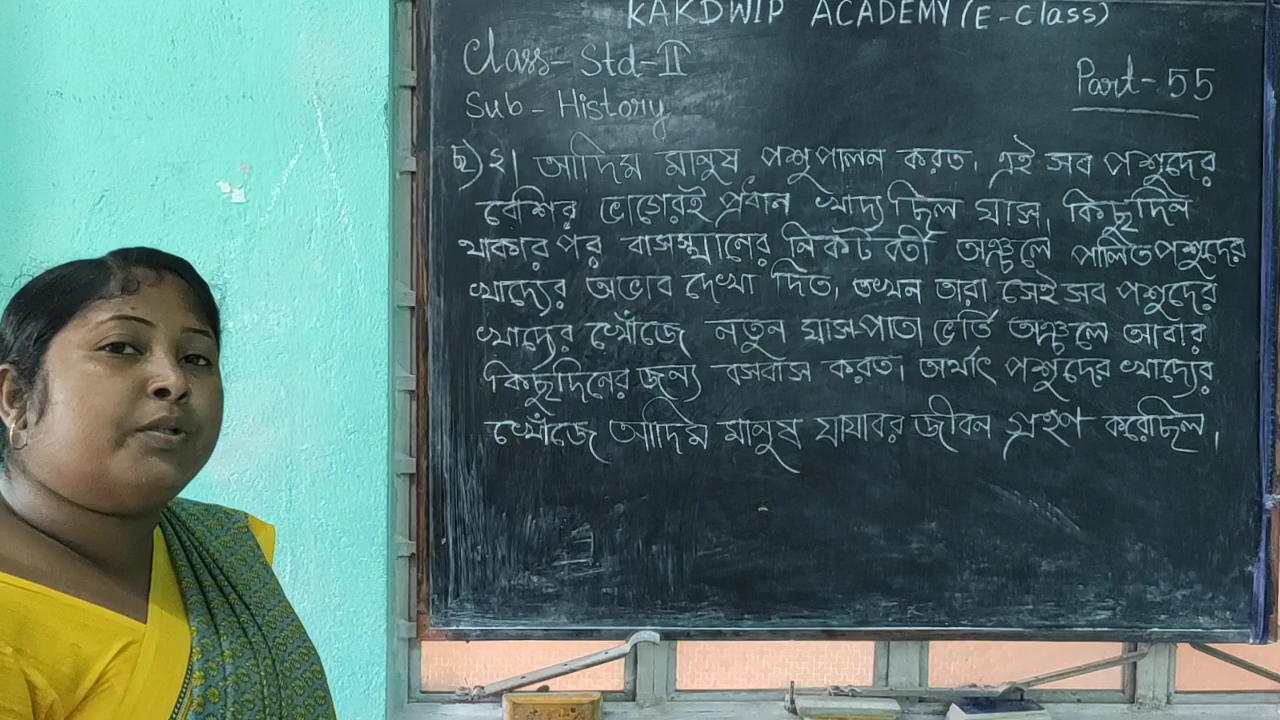 KAKDWIP ACADEMY (E-Class)
Class- Std-II
Part-55
Sub - History
ছ) ২। আদিম মানুষ পশুপালন করত। এই সব পশুদের
বেশির ভাগেরই প্রধান খাদ্য ছিল ঘাস। কিছুদিন
থাকার পর বাসস্থানের নিকটবর্তী অঞ্চলে পালিত পশুদের
খাদ্যের অভাব দেখা দিত। তখন তারা সেই সব পশুদের
খাদ্যের খোঁজে নতুন ঘাস-পাতা ভর্তি অঞ্চলে আবার
কিছুদিনের জন্য বসবাস করত। অর্থাৎ পশুদের খাদ্যের
খোঁজে আদিম মানুষ যাযাবর জীবন গ্রহণ করেছিল।